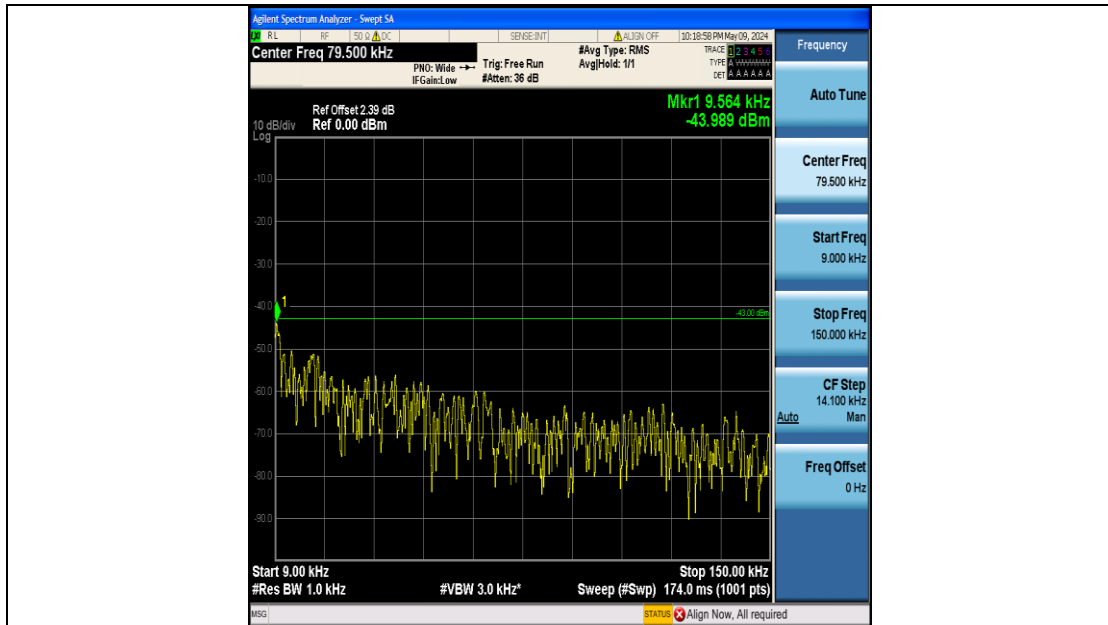 Agilent Spectrum Analyzer - Swept SA
RL RF 50 Ω DC SENSE:INT ALIGN OFF 10:18:58 PM May 09, 2024
Center Freq 79.500 kHz
PNO: Wide
IFGain:Low
Trig: Free Run
#Atten: 36 dB
#Avg Type: RMS
Avg|Hold: 1/1
TRACE 1 2 3 4 5 6
TYPE A WWWWW
DET A A A A A A
Ref Offset 2.39 dB
Ref 0.00 dBm
10 dB/div
Log
Mkr1 9.564 kHz
-43.989 dBm
-10.0
-20.0
-30.0
-40.0
1
-43.00 dBm
-50.0
-60.0
-70.0
-80.0
-90.0
Start 9.00 kHz
#Res BW 1.0 kHz
#VBW 3.0 kHz*
Stop 150.00 kHz
Sweep (#Swp) 174.0 ms (1001 pts)
Frequency
Auto Tune
Center Freq
79.500 kHz
Start Freq
9.000 kHz
Stop Freq
150.000 kHz
CF Step
14.100 kHz
Auto Man
Freq Offset
0 Hz
MSG
STATUS Align Now, All required